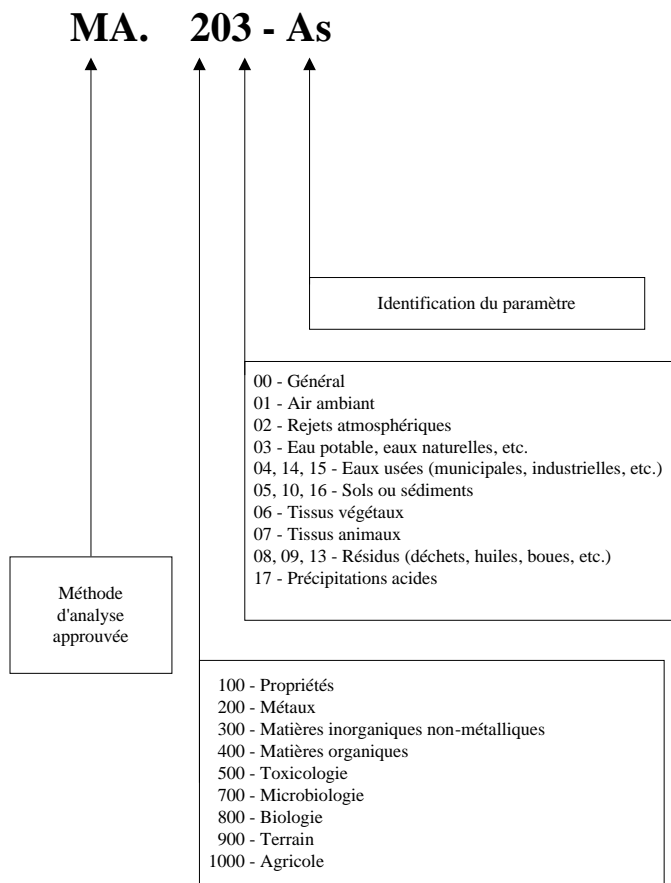 MA. 203 - As
Identification du paramètre
00 - Général
01 - Air ambiant
02 - Rejets atmosphériques
03 - Eau potable, eaux naturelles, etc.
04, 14, 15 - Eaux usées (municipales, industrielles, etc.)
05, 10, 16 - Sols ou sédiments
06 - Tissus végétaux
07 - Tissus animaux
08, 09, 13 - Résidus (déchets, huiles, boues, etc.)
17 - Précipitations acides
Méthode
d'analyse
approuvée
100 - Propriétés
200 - Métaux
300 - Matières inorganiques non-métalliques
400 - Matières organiques
500 - Toxicologie
700 - Microbiologie
800 - Biologie
900 - Terrain
1000 - Agricole